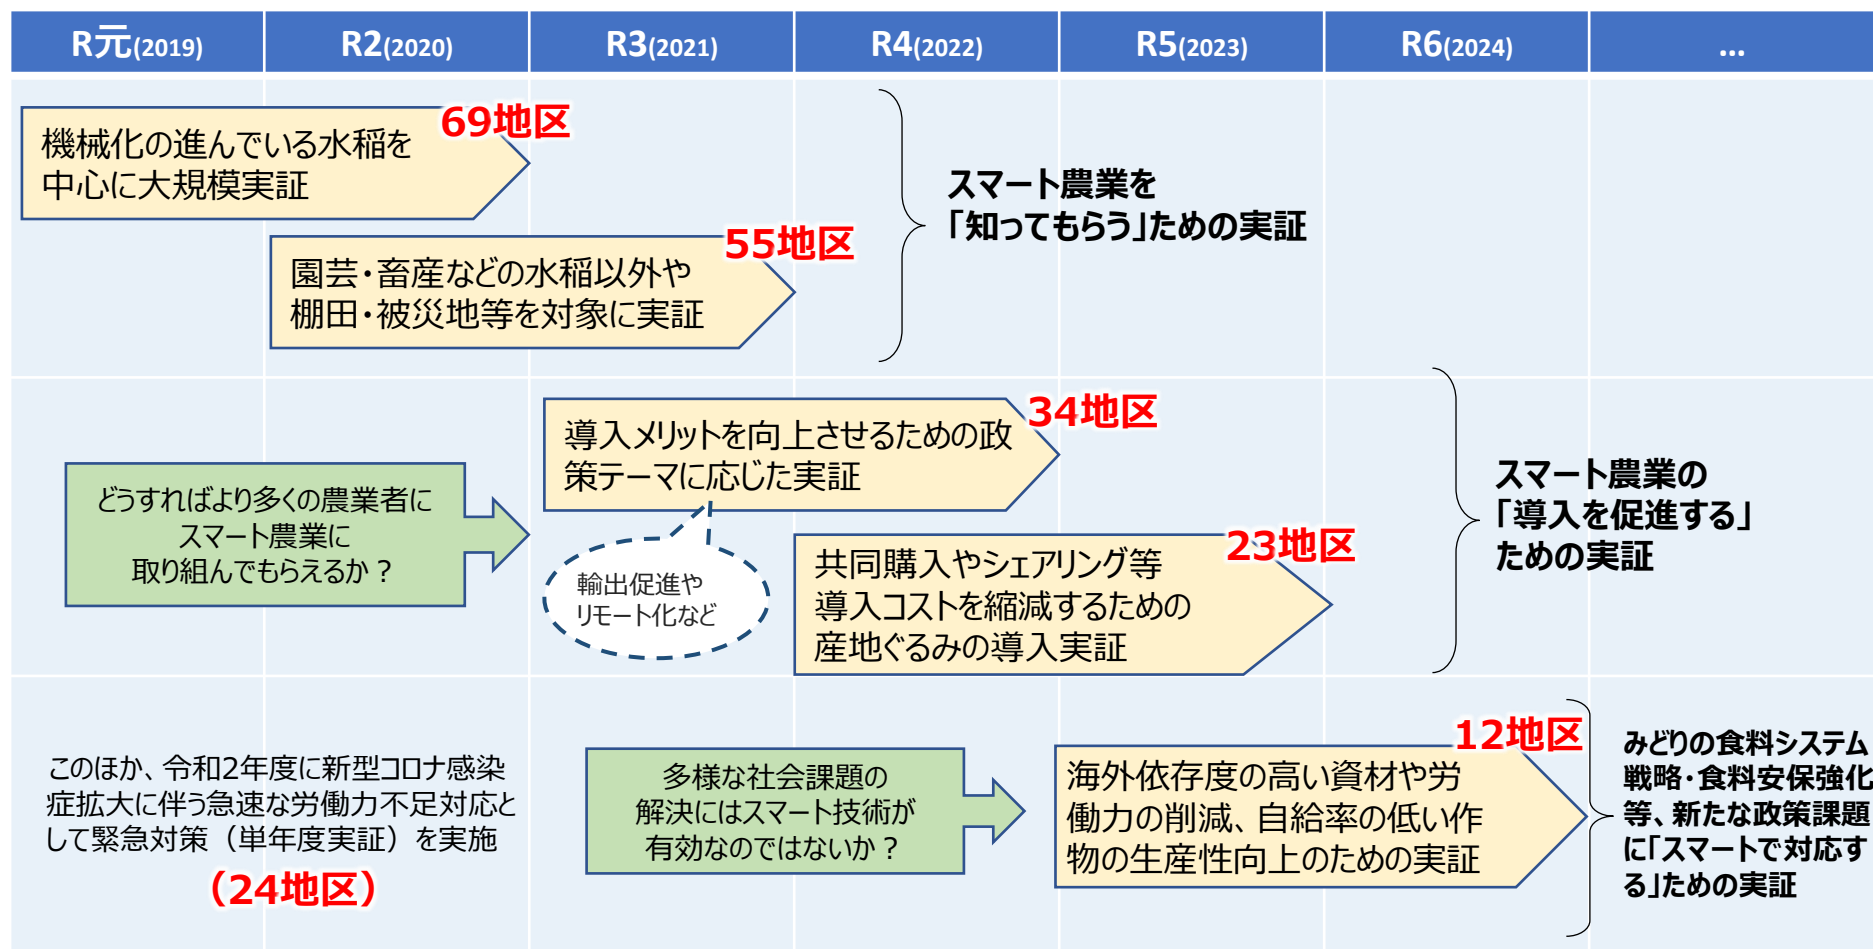 R元(2019)
R2(2020)
R3(2021)
R4(2022)
R5(2023)
R6(2024)
…
69地区
機械化の進んでいる水稲を
中心に大規模実証
55地区
園芸・畜産などの水稲以外や
棚田・被災地等を対象に実証
スマート農業を
「知ってもらう」ための実証
どうすればより多くの農業者に
スマート農業に
取り組んでもらえるか？
34地区
導入メリットを向上させるための政
策テーマに応じた実証
輸出促進や
リモート化など
23地区
共同購入やシェアリング等
導入コストを縮減するための
産地ぐるみの導入実証
スマート農業の
「導入を促進する」
ための実証
このほか、令和2年度に新型コロナ感染
症拡大に伴う急速な労働力不足対応と
して緊急対策（単年度実証）を実施
（24地区）
多様な社会課題の
解決にはスマート技術が
有効なのではないか？
12地区
海外依存度の高い資材や労
働力の削減、自給率の低い作
物の生産性向上のための実証
みどりの食料システム
戦略・食料安保強化
等、新たな政策課題
に「スマートで対応す
る」ための実証